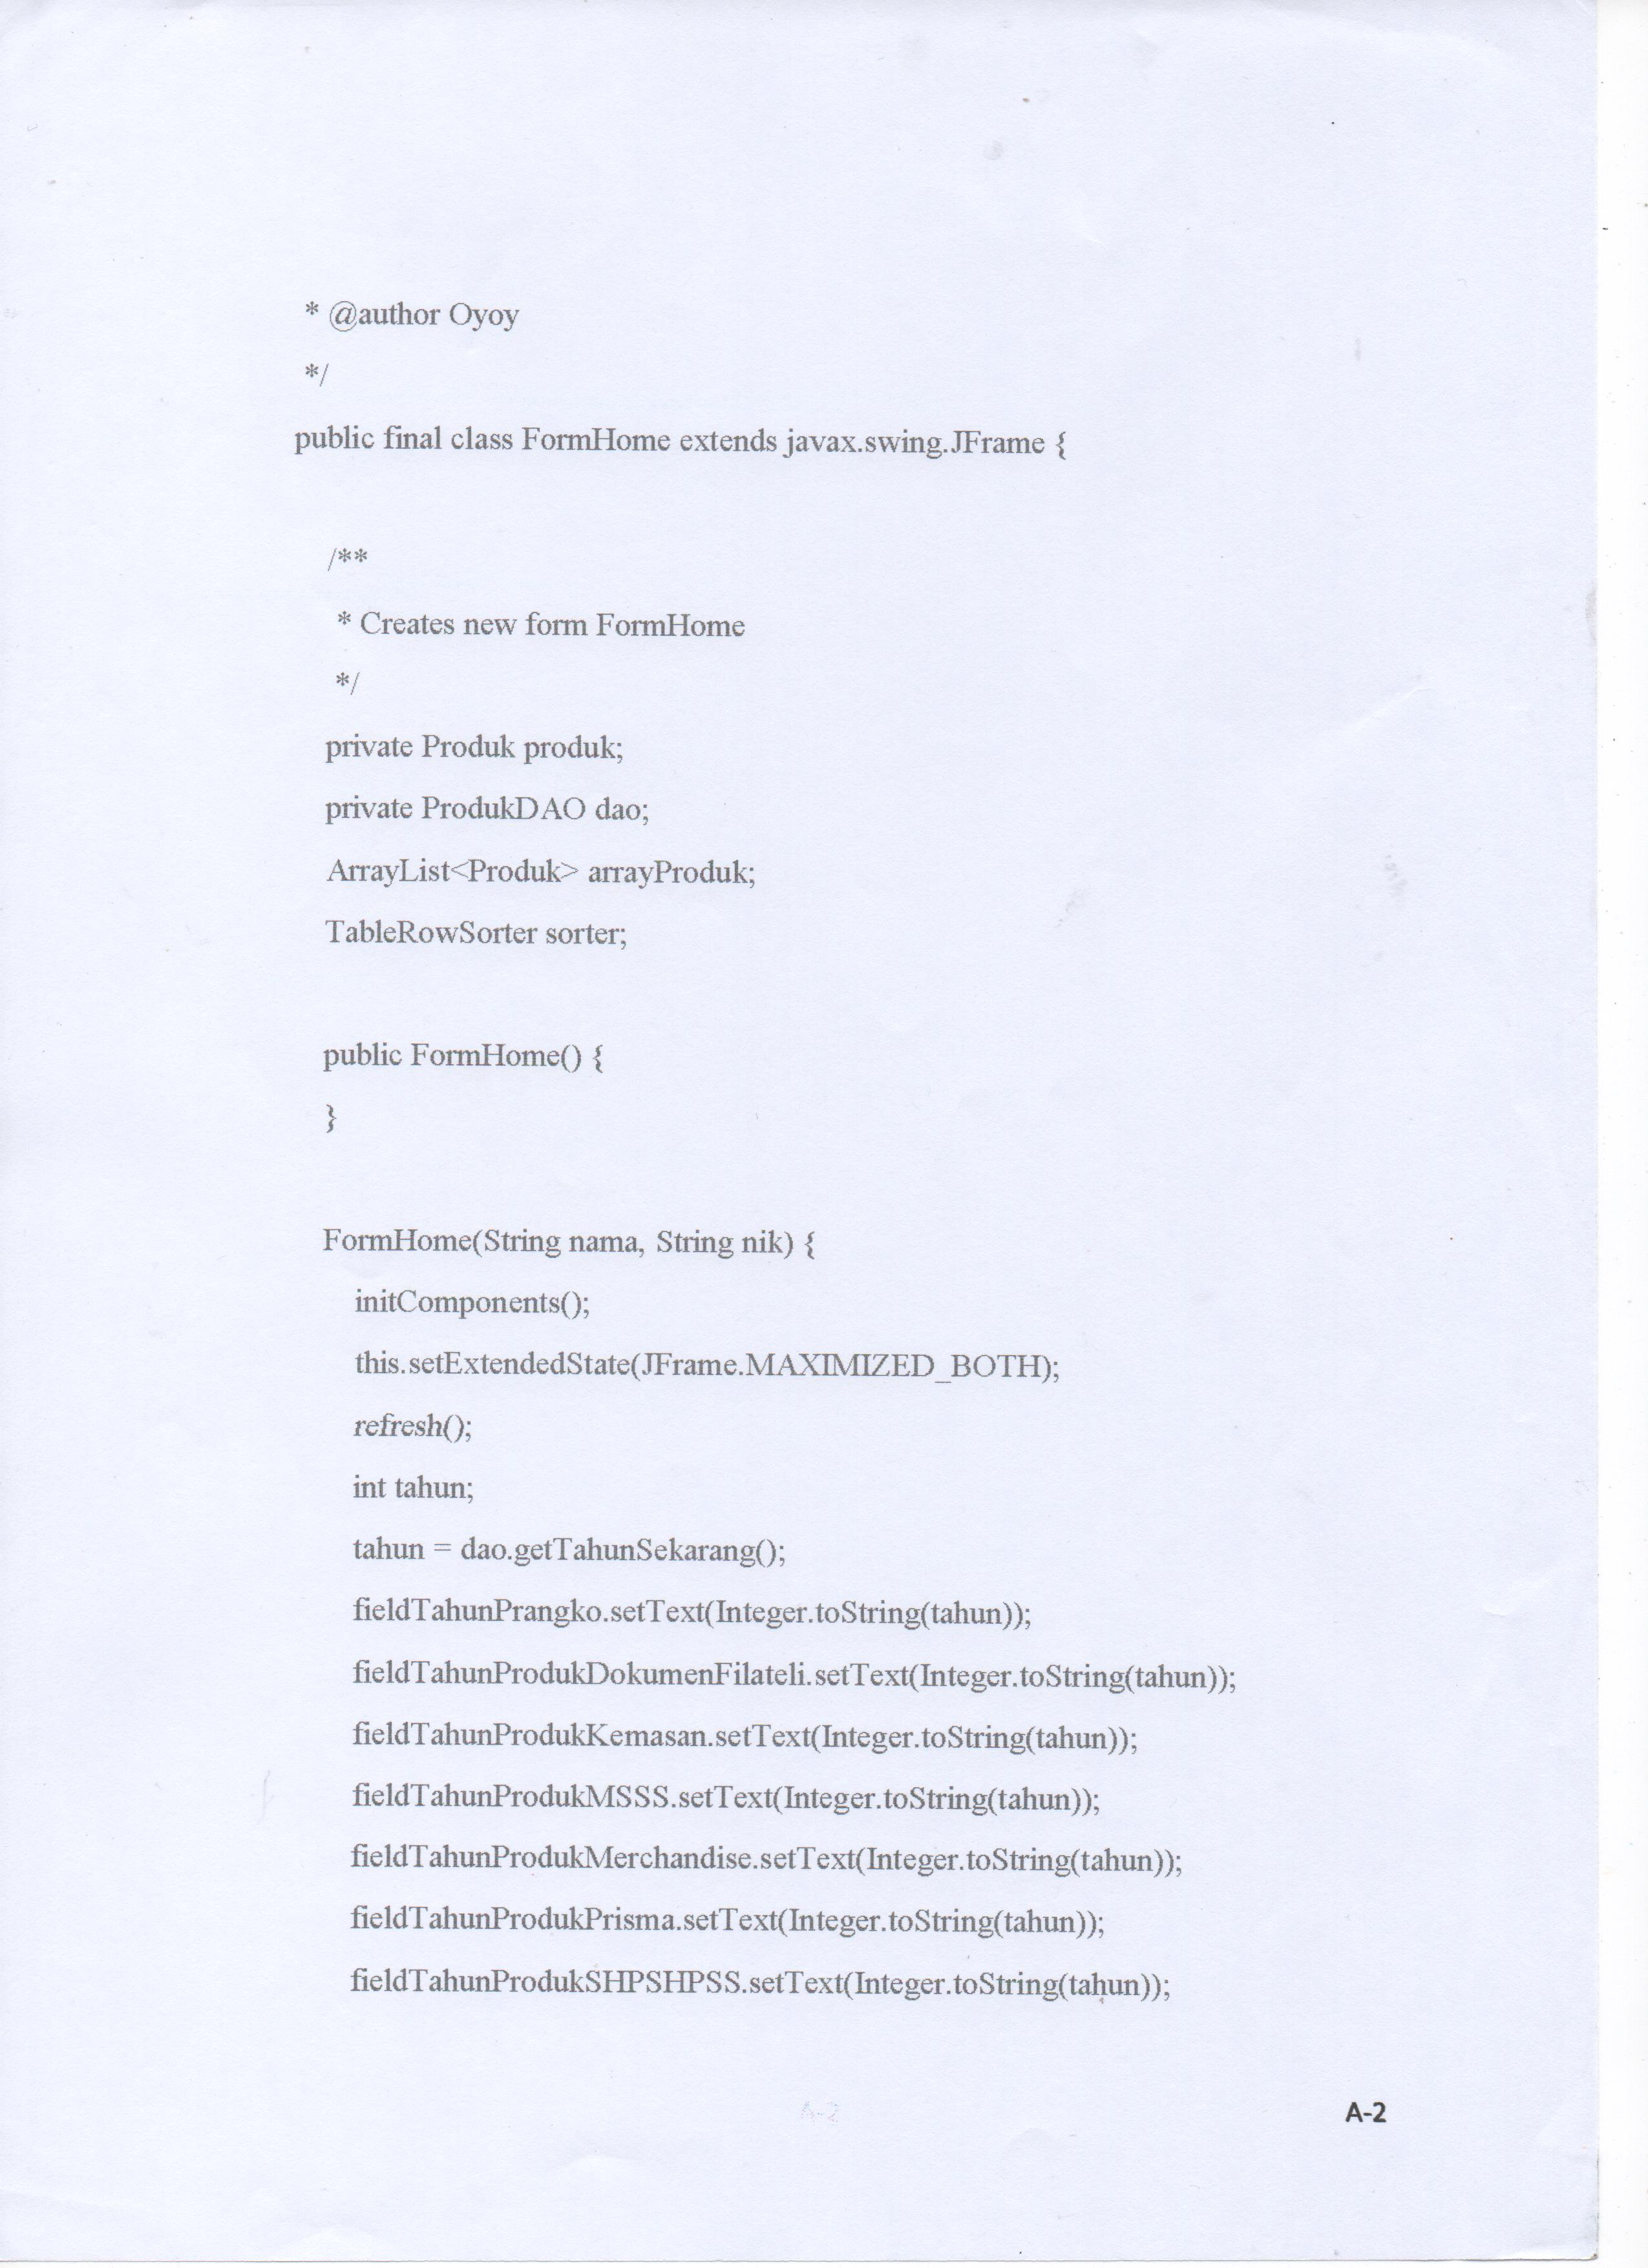 * @author Oyoy
*/
public final class FormHome extends javax.swing.JFrame {
/**
* Creates new form FormHome
*/
private Produk produk;
private ProdukDAO dao;
ArrayList<Produk> arrayProduk;
TableRowSorter sorter;
public FormHome() {
}
FormHome(String nama, String nik) {
initComponents();
this.setExtendedState(JFrame.MAXIMIZED_BOTH);
refresh();
int tahun;
tahun = dao.getTahunSekarang();
fieldTahunPrangko.setText(Integer.toString(tahun));
fieldTahunProdukDokumenFilateli.setText(Integer.toString(tahun));
fieldTahunProdukKemasan.setText(Integer.toString(tahun));
fieldTahunProdukMSSS.setText(Integer.toString(tahun));
fieldTahunProdukMerchandise.setText(Integer.toString(tahun));
fieldTahunProdukPrisma.setText(Integer.toString(tahun));
fieldTahunProdukSHPSHPSS.setText(Integer.toString(tahun));
A-2
A-2